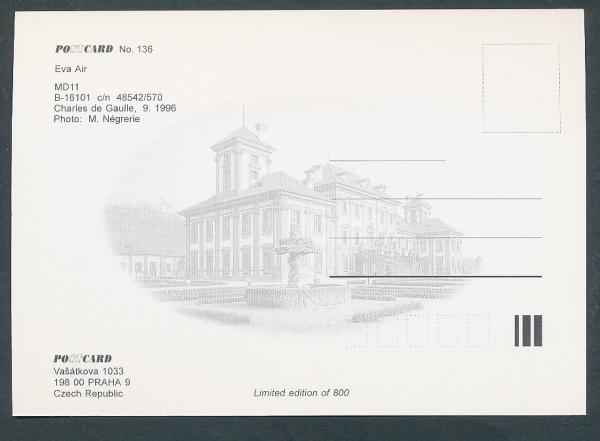 POSTCARD No. 136
Eva Air
MD11
B-16101 c/n 48542/570
Charles de Gaulle, 9. 1996
Photo: M. Négrerie
POSTCARD
Vašátkova 1033
198 00 PRAHA 9
Czech Republic
Limited edition of 800